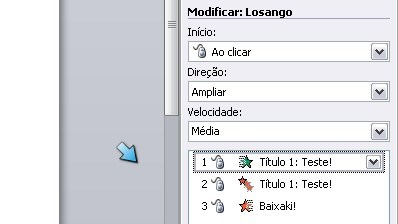 Modificar: Losango
Início:
Ao clicar
Direção:
Ampliar
Velocidade:
Média
1 Título 1: Teste!
2 Título 1: Teste!
3 Baixaki!